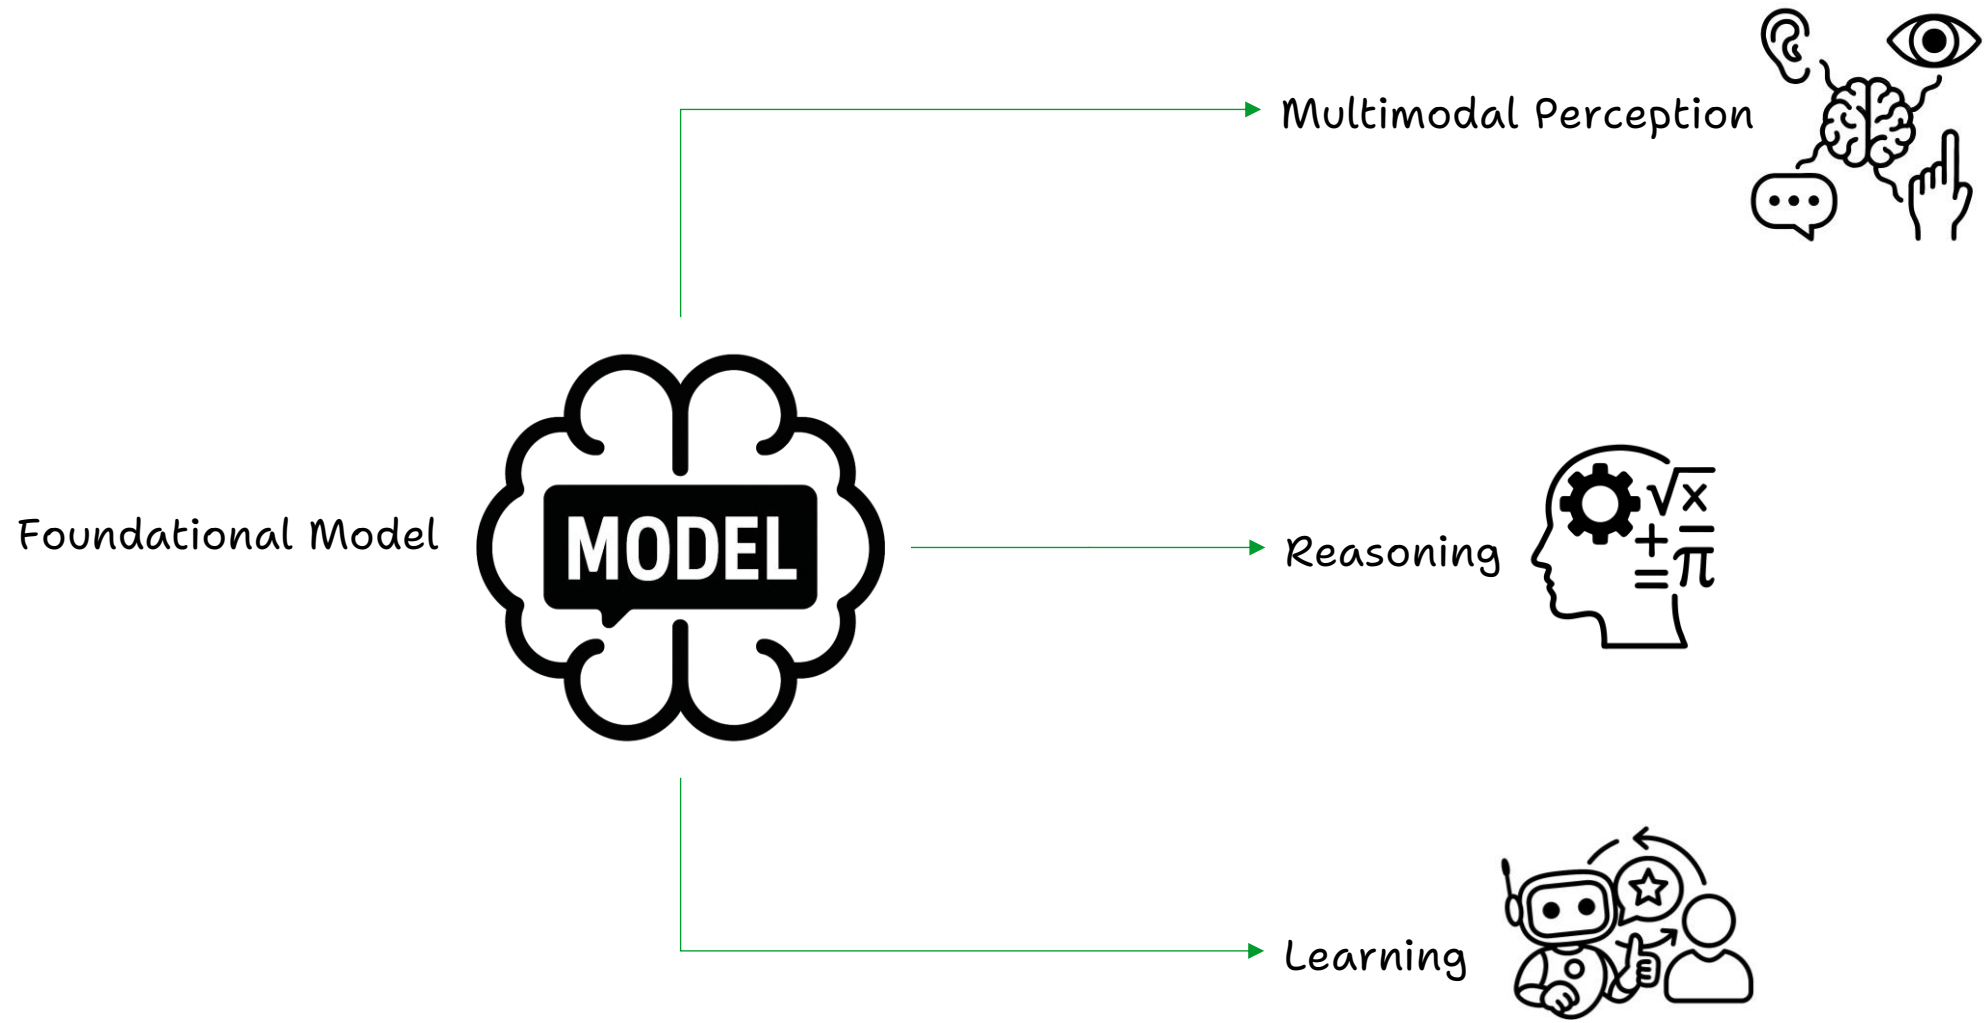 Multimodal Perception
Foundational Model
MODEL
Reasoning
√x
+
π
=
Learning